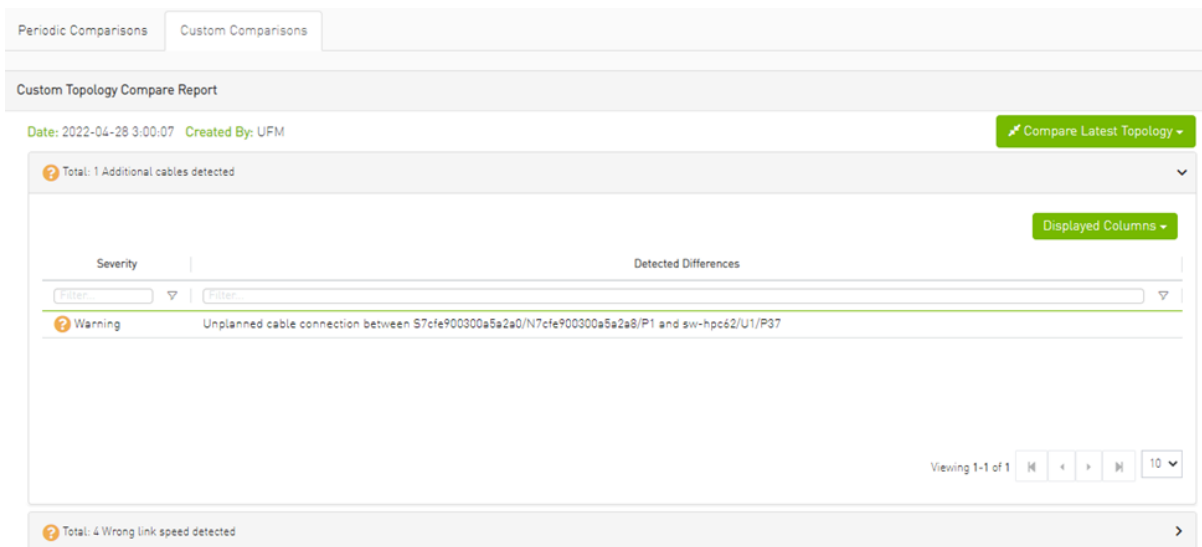 Periodic Comparisons Custom Comparisons
Custom Topology Compare Report
Date: 2022-04-28 3:00:07 Created By: UFM
Compare Latest Topology
Total: 1 Additional cables detected
Displayed Columns
Severity Detected Differences
Filter... Filter...
Warning Unplanned cable connection between S7cfe900300a5a2a0/N7cfe900300a5a2a8/P1 and sw-hpc62/U1/P37
Viewing 1-1 of 1 10
Total: 4 Wrong link speed detected